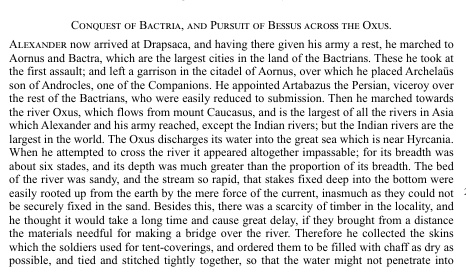 CONQUEST OF BACTRIA, AND PURSUIT OF BESSUS ACROSS THE OXUS.
ALEXANDER now arrived at Drapsaca, and having there given his army a rest, he marched to
Aornus and Bactra, which are the largest cities in the land of the Bactrians. These he took at
the first assault; and left a garrison in the citadel of Aornus, over which he placed Archelaüs
son of Androcles, one of the Companions. He appointed Artabazus the Persian, viceroy over
the rest of the Bactrians, who were easily reduced to submission. Then he marched towards
the river Oxus, which flows from mount Caucasus, and is the largest of all the rivers in Asia
which Alexander and his army reached, except the Indian rivers; but the Indian rivers are the
largest in the world. The Oxus discharges its water into the great sea which is near Hyrcania.
When he attempted to cross the river it appeared altogether impassable; for its breadth was
about six stades, and its depth was much greater than the proportion of its breadth. The bed
of the river was sandy, and the stream so rapid, that stakes fixed deep into the bottom were
easily rooted up from the earth by the mere force of the current, inasmuch as they could not
be securely fixed in the sand. Besides this, there was a scarcity of timber in the locality, and
he thought it would take a long time and cause great delay, if they brought from a distance
the materials needful for making a bridge over the river. Therefore he collected the skins
which the soldiers used for tent-coverings, and ordered them to be filled with chaff as dry as
possible, and tied and stitched tightly together, so that the water might not penetrate into